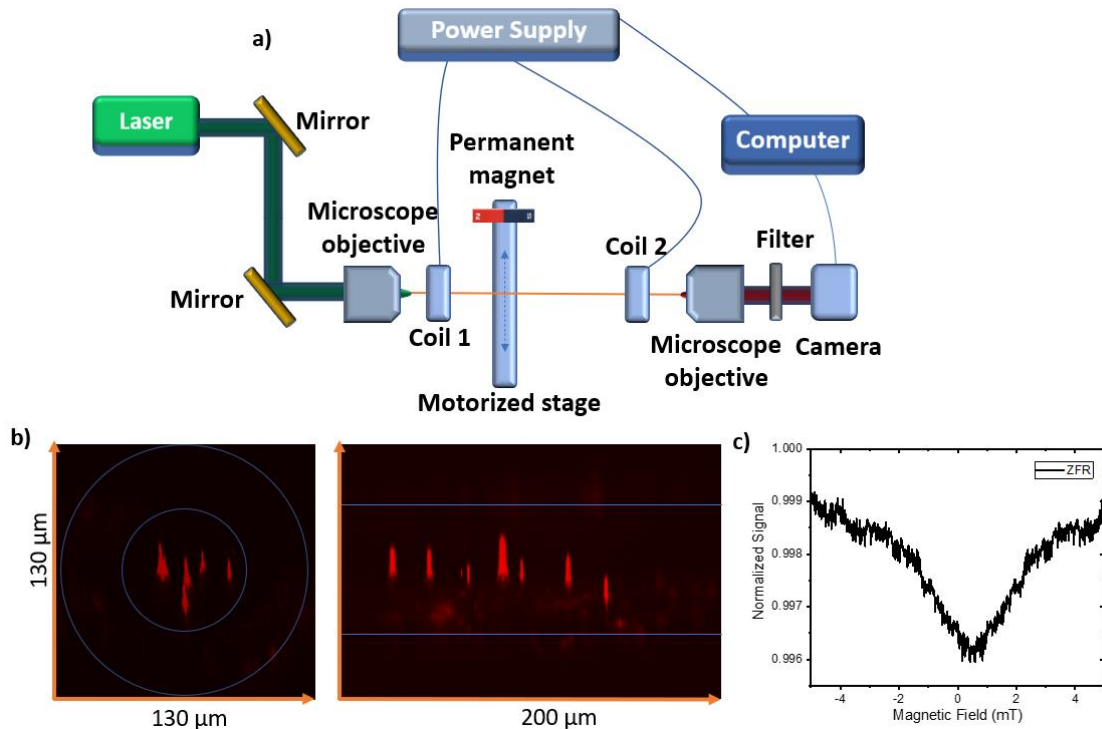 a)
Power Supply
Laser
Mirror
Permanent
magnet
Computer
Microscope
objective
N
S
Coil 2
Filter
Mirror
Coil 1
Microscope
objective
Camera
Motorized stage
b)
130 µm
130 µm
200 µm
c)
1.000
0.999
0.998
0.997
0.996
Normalized Signal
ZFR
-4
-2
0
2
4
Magnetic Field (mT)